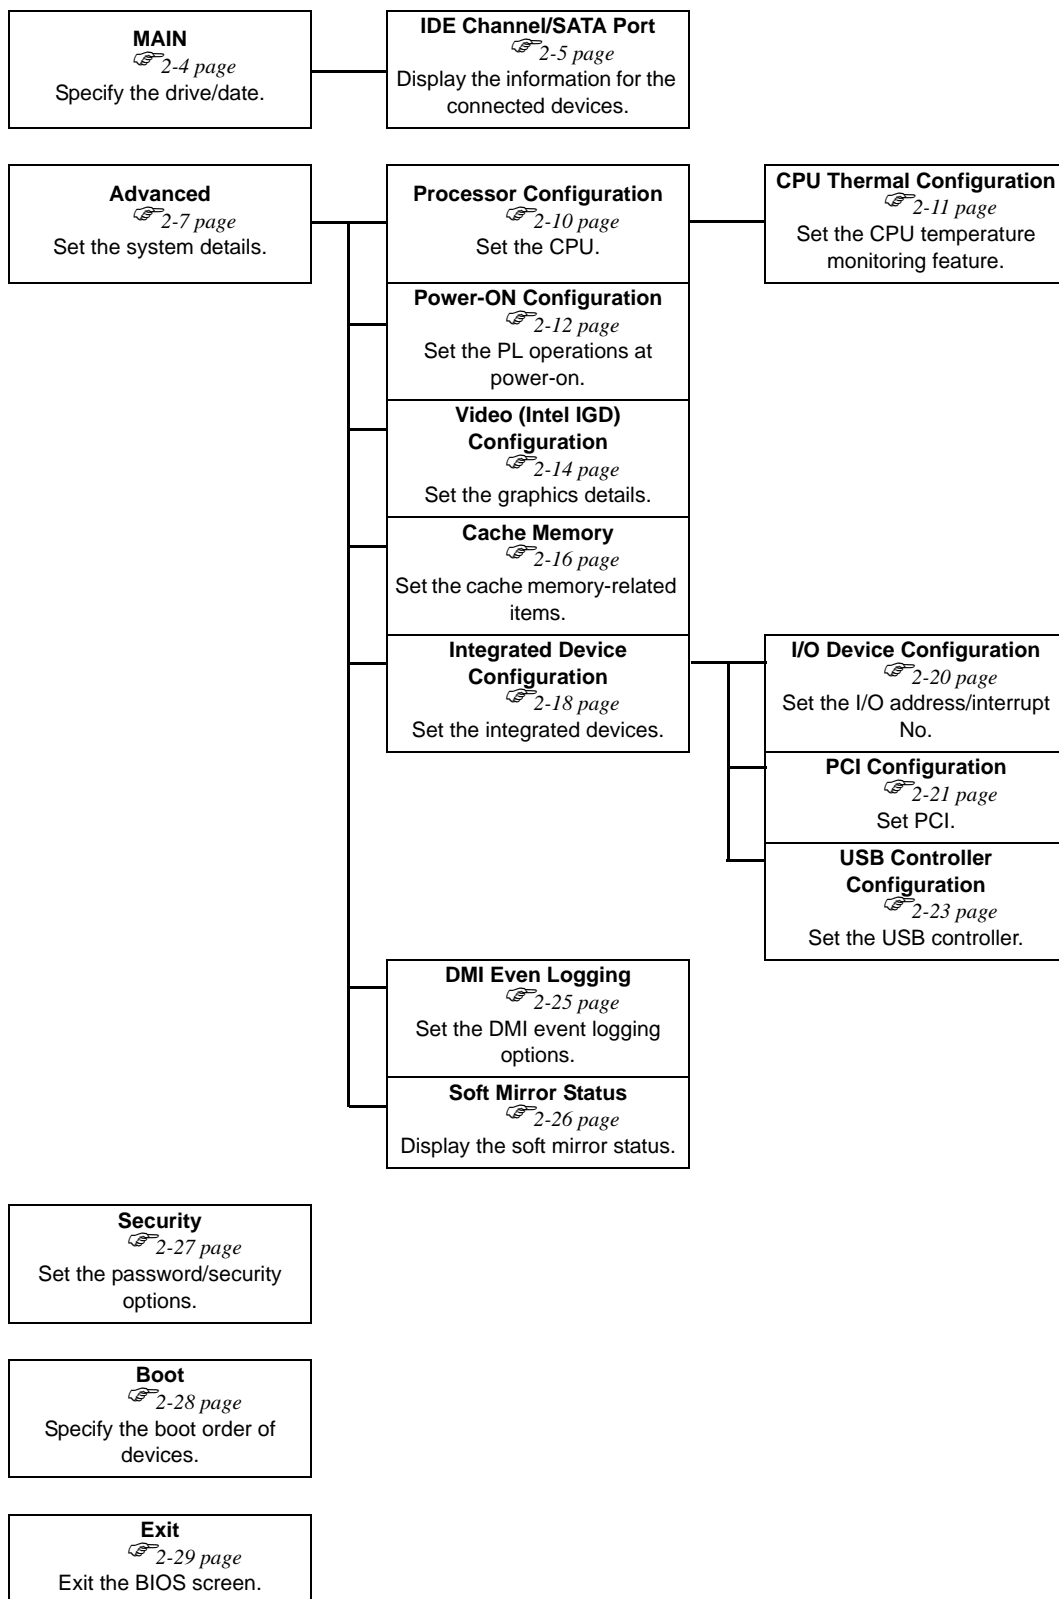 MAIN
☞2-4 page
Specify the drive/date.
IDE Channel/SATA Port
☞2-5 page
Display the information for the
connected devices.
Advanced
☞2-7 page
Set the system details.
Processor Configuration
☞2-10 page
Set the CPU.
CPU Thermal Configuration
☞2-11 page
Set the CPU temperature
monitoring feature.
Power-ON Configuration
☞2-12 page
Set the PL operations at
power-on.
Video (Intel IGD)
Configuration
☞2-14 page
Set the graphics details.
Cache Memory
☞2-16 page
Set the cache memory-related
items.
Integrated Device
Configuration
☞2-18 page
Set the integrated devices.
I/O Device Configuration
☞2-20 page
Set the I/O address/interrupt
No.
PCI Configuration
☞2-21 page
Set PCI.
USB Controller
Configuration
☞2-23 page
Set the USB controller.
DMI Even Logging
☞2-25 page
Set the DMI event logging
options.
Soft Mirror Status
☞2-26 page
Display the soft mirror status.
Security
☞2-27 page
Set the password/security
options.
Boot
☞2-28 page
Specify the boot order of
devices.
Exit
☞2-29 page
Exit the BIOS screen.